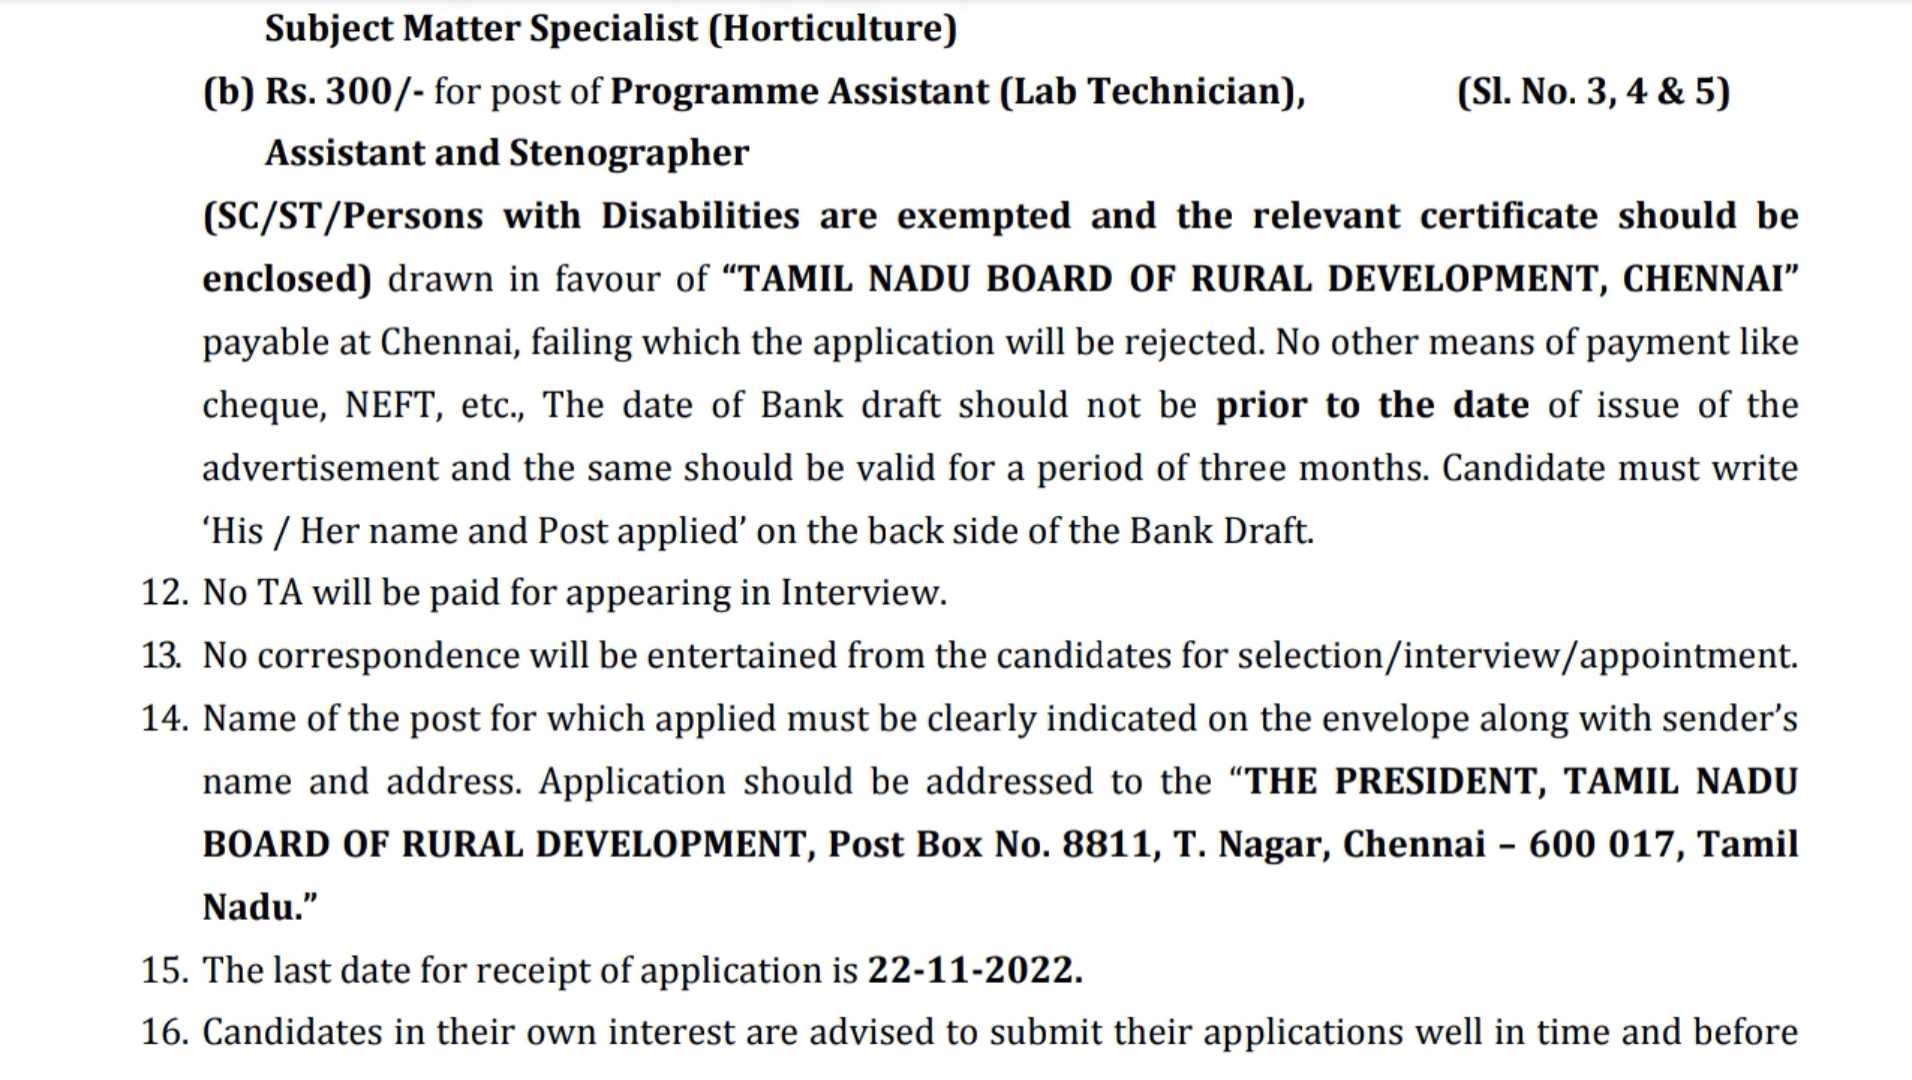 Subject Matter Specialist (Horticulture)
(b) Rs. 300/- for post of Programme Assistant (Lab Technician), (Sl. No. 3, 4 & 5)
Assistant and Stenographer
(SC/ST/Persons with Disabilities are exempted and the relevant certificate should be
enclosed) drawn in favour of “TAMIL NADU BOARD OF RURAL DEVELOPMENT, CHENNAI”
payable at Chennai, failing which the application will be rejected. No other means of payment like
cheque, NEFT, etc., The date of Bank draft should not be prior to the date of issue of the
advertisement and the same should be valid for a period of three months. Candidate must write
‘His / Her name and Post applied’ on the back side of the Bank Draft.
12. No TA will be paid for appearing in Interview.
13. No correspondence will be entertained from the candidates for selection/interview/appointment.
14. Name of the post for which applied must be clearly indicated on the envelope along with sender’s
name and address. Application should be addressed to the “THE PRESIDENT, TAMIL NADU
BOARD OF RURAL DEVELOPMENT, Post Box No. 8811, T. Nagar, Chennai – 600 017, Tamil
Nadu.”
15. The last date for receipt of application is 22-11-2022.
16. Candidates in their own interest are advised to submit their applications well in time and before